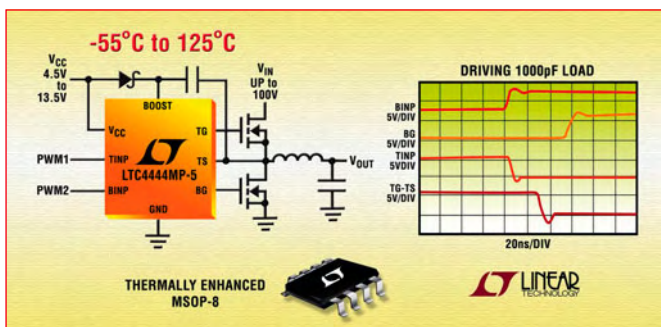 -55°C to 125°C
VCC
4.5V
to
13.5V
VIN
UP to
100V
BOOST
VCC
TG
TINP
TS
BINP
BG
GND
LTC4444MP-5
PWM1
PWM2
VOUT
THERMALLY ENHANCED
MSOP-8
DRIVING 1000pF LOAD
BINP
5V/DIV
BG
5V/DIV
TINP
5VDIV
TG-TS
5V/DIV
20ns/DIV
LINEAR
TECHNOLOGY